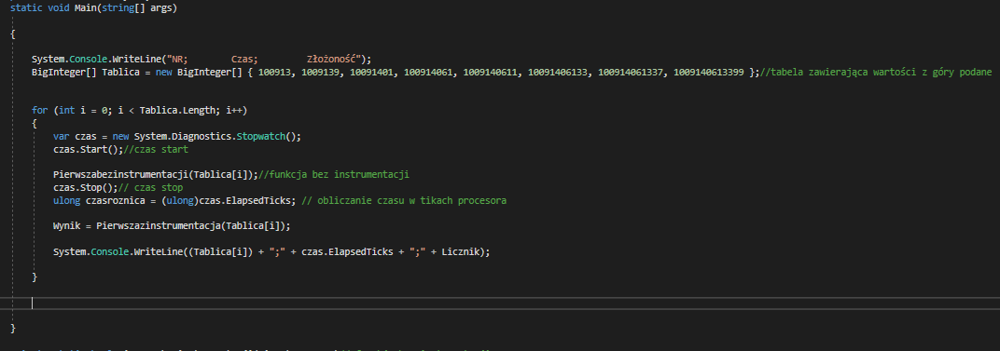 static void Main(string[] args)
{
System.Console.WriteLine("NR;        Czas;         Złożoność");
BigInteger[] Tablica = new BigInteger[] { 100913, 1009139, 10091401, 100914061, 1009140611, 10091406133, 100914061337, 1009140613399 };//tabela zawierająca wartości z góry podane
for (int i = 0; i < Tablica.Length; i++)
{
var czas = new System.Diagnostics.Stopwatch();
czas.Start();//czas start
Pierwszabezinstrumentacji(Tablica[i]);//funkcja bez instrumentacji
czas.Stop();// czas stop
ulong czasroznica = (ulong)czas.ElapsedTicks; // obliczanie czasu w tikach procesora
Wynik = Pierwszazinstrumentacja(Tablica[i]);
System.Console.WriteLine((Tablica[i]) + ";" + czas.ElapsedTicks + ";" + Licznik);
}
}